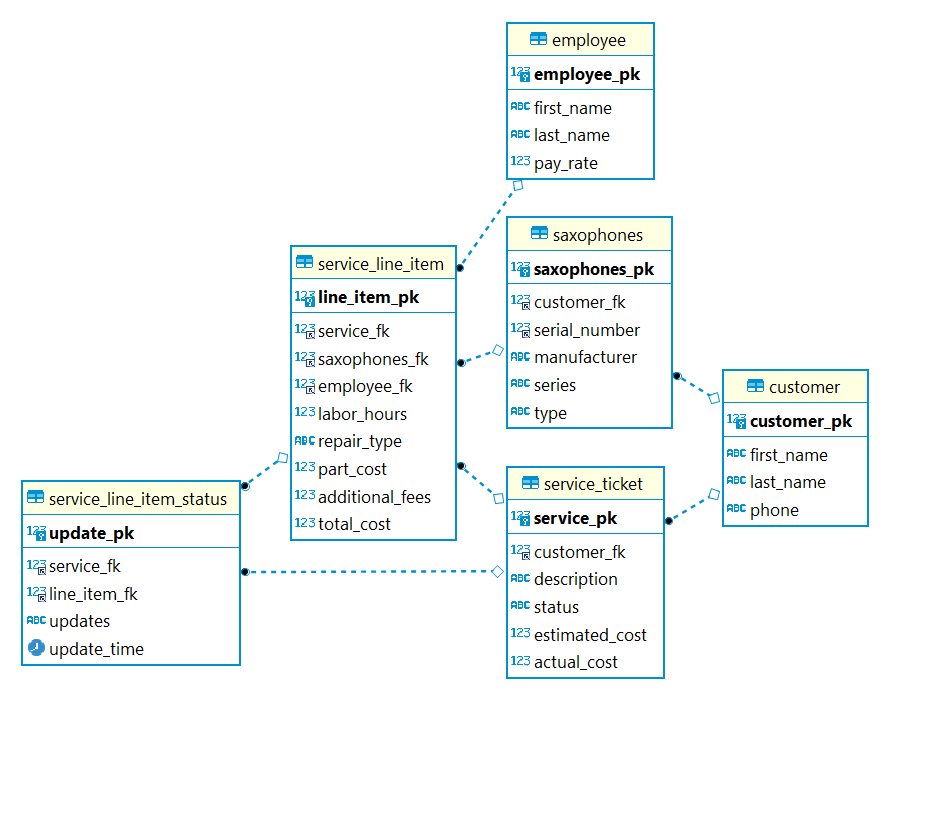 employee
123 employee_pk
ABC first_name
ABC last_name
123 pay_rate
saxophones
123 saxophones_pk
123 customer_fk
123 serial_number
ABC manufacturer
ABC series
ABC type
service_line_item
123 line_item_pk
123 service_fk
123 saxophones_fk
123 employee_fk
123 labor_hours
ABC repair_type
123 part_cost
123 additional_fees
123 total_cost
customer
123 customer_pk
ABC first_name
ABC last_name
ABC phone
service_ticket
123 service_pk
123 customer_fk
ABC description
ABC status
123 estimated_cost
123 actual_cost
service_line_item_status
123 update_pk
123 service_fk
123 line_item_fk
ABC updates
update_time